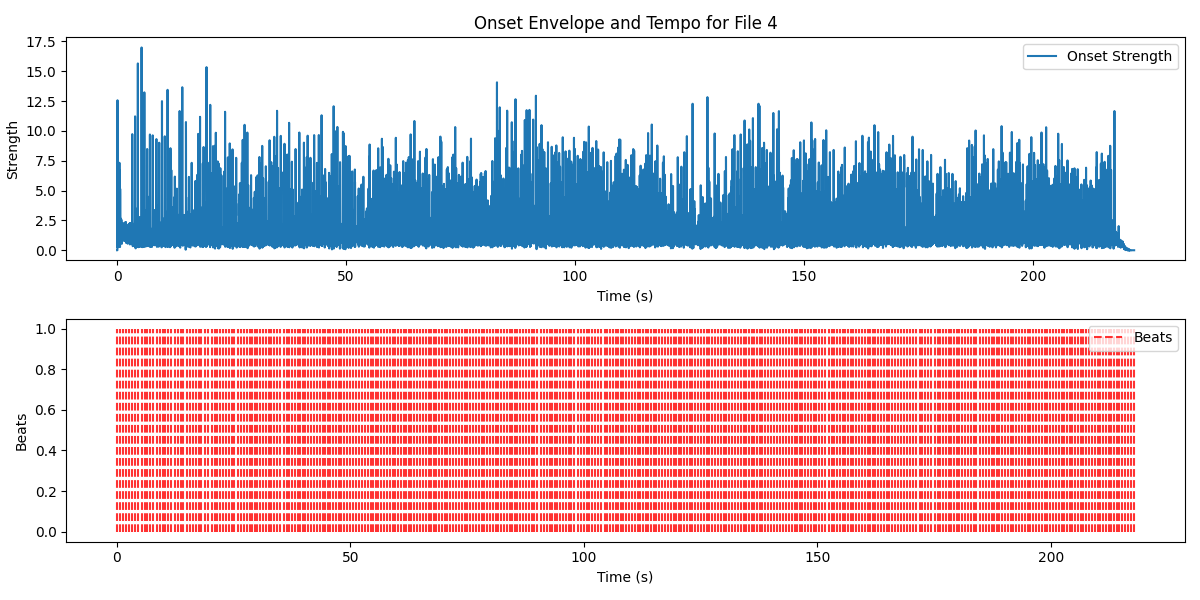 Onset Envelope and Tempo for File 4
17.5
15.0
12.5
10.0
7.5
5.0
2.5
0.0
Strength
Onset Strength
0 50 100 150 200
Time (s)
1.0
0.8
0.6
0.4
0.2
0.0
Beats
Beats
0 50 100 150 200
Time (s)